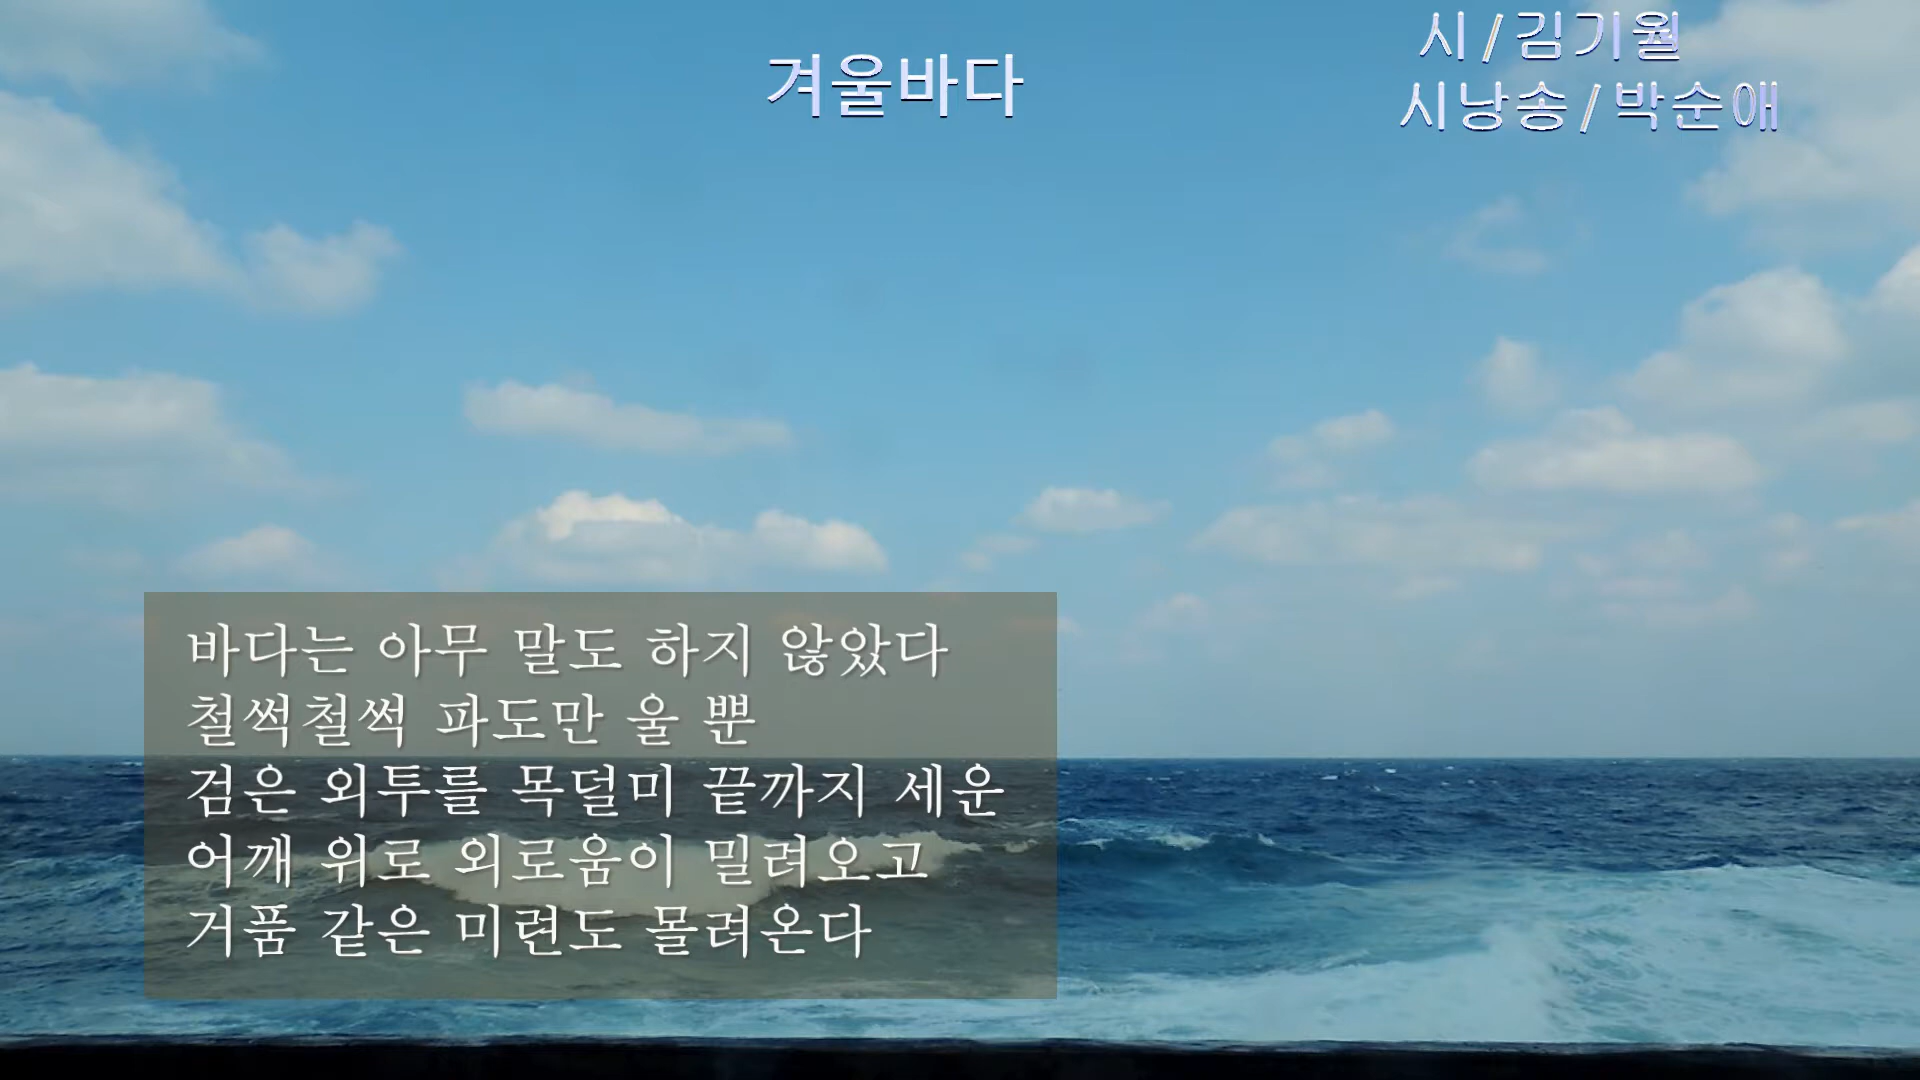 겨울바다
시/김기월
시낭송/박순애
바다는 아무 말도 하지 않았다
철썩철썩 파도만 울 뿐
검은 외투를 목덜미 끝까지 세운
어깨 위로 외로움이 밀려오고
거품 같은 미련도 몰려온다